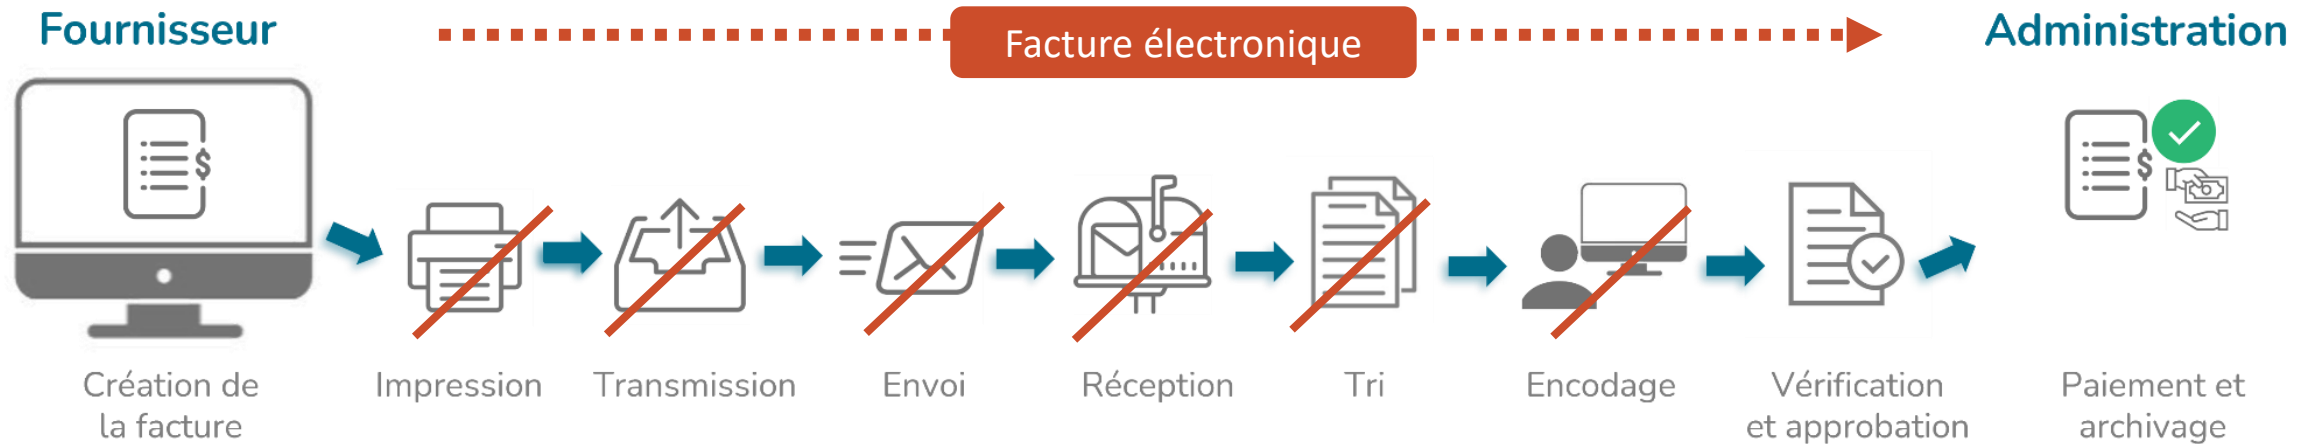 Fournisseur
Facture électronique
Administration
$
$
Création de
la facture
Impression
Transmission
Envoi
Réception
Tri
Encodage
Vérification
et approbation
Paiement et
archivage